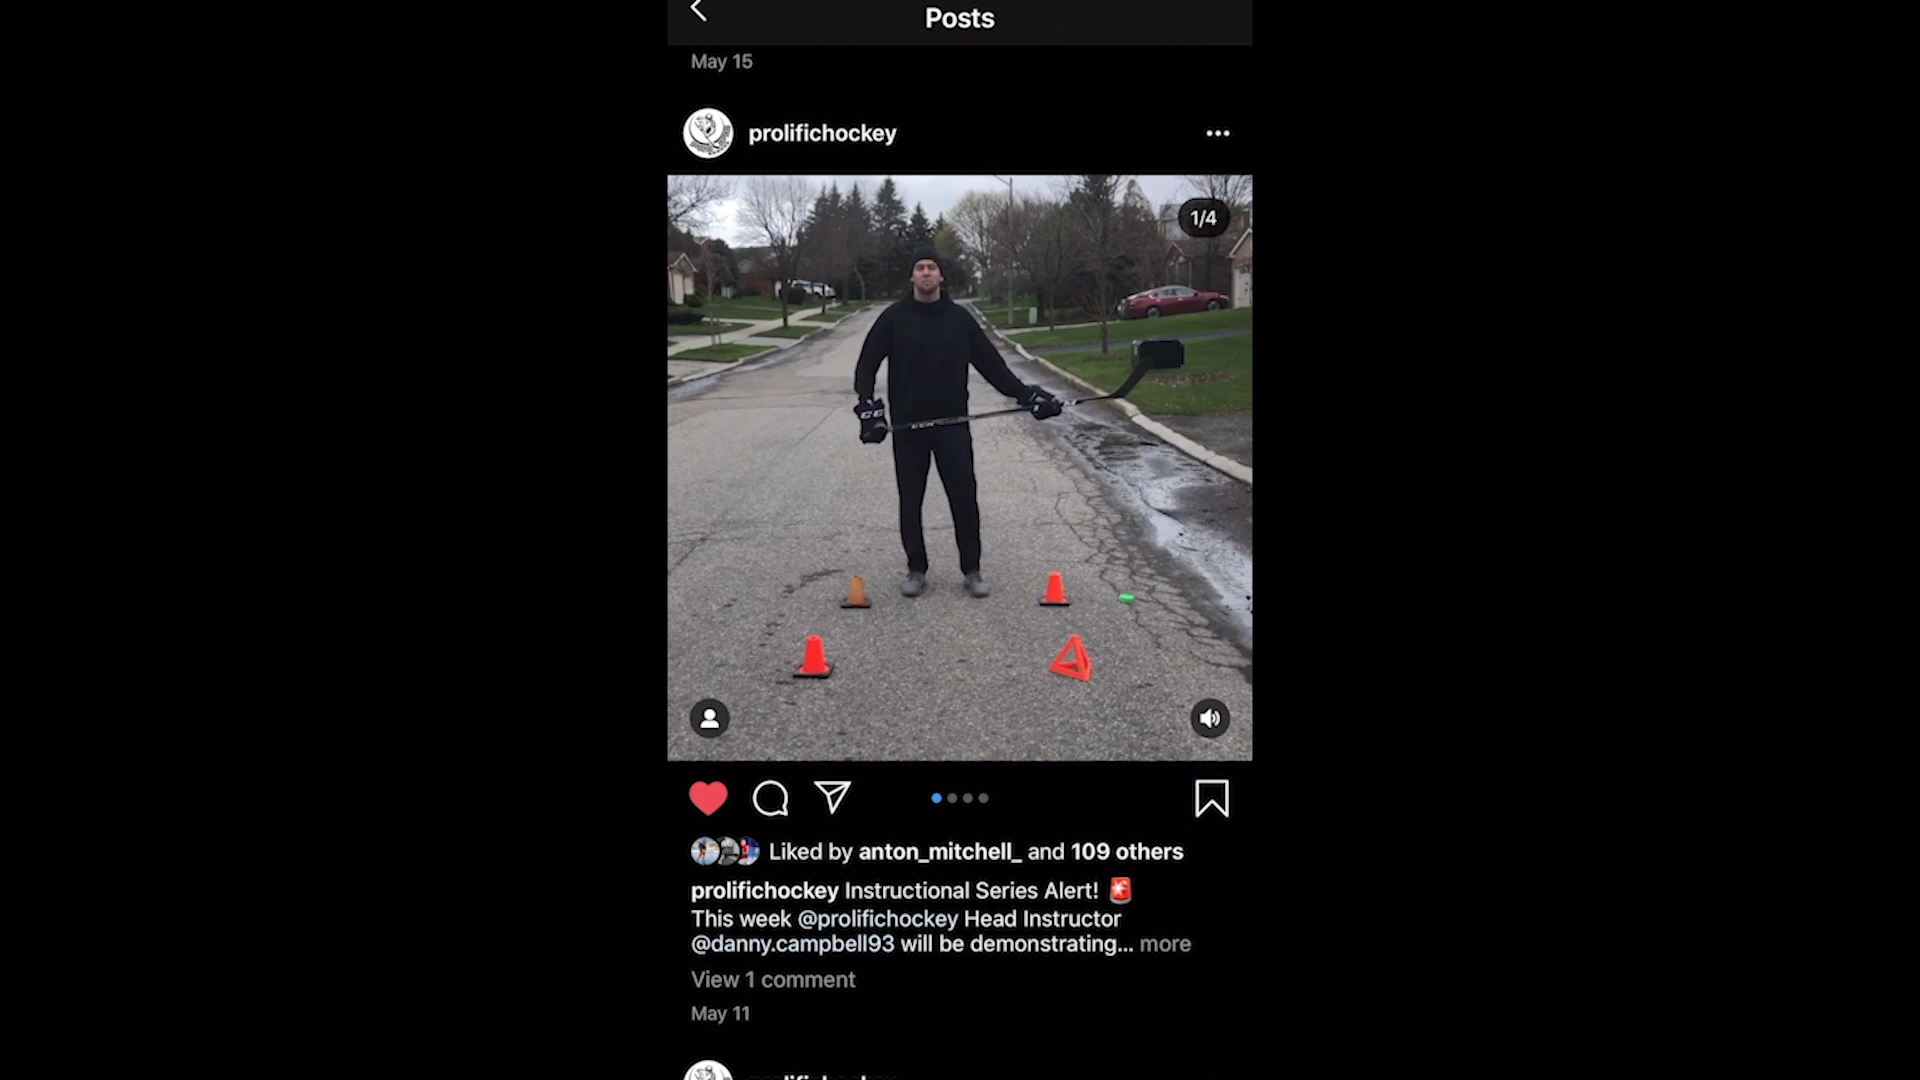 Posts
May 15
prolifichockey
1/4
CCM
Liked by anton_mitchell_ and 109 others
prolifichockey Instructional Series Alert! 🚨
This week @prolifichockey Head Instructor
@danny.campbell93 will be demonstrating... more
View 1 comment
May 11